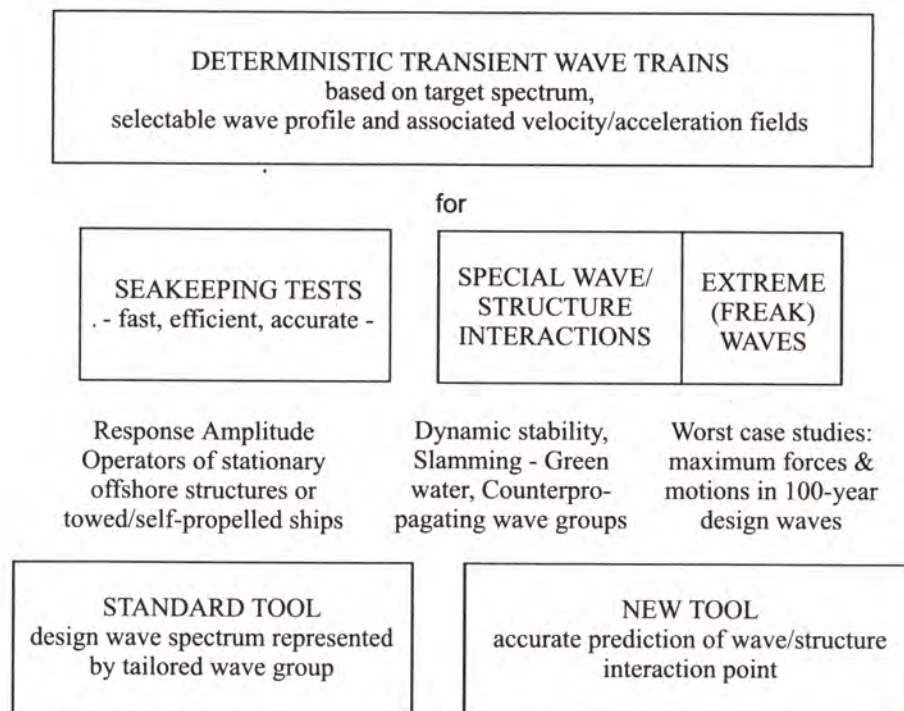 DETERMINISTIC TRANSIENT WAVE TRAINS
based on target spectrum,
selectable wave profile and associated velocity/acceleration fields
for
SEAKEEPING TESTS
. - fast, efficient, accurate -
SPECIAL WAVE/
STRUCTURE
INTERACTIONS
EXTREME
(FREAK)
WAVES
Response Amplitude
Operators of stationary
offshore structures or
towed/self-propelled ships
Dynamic stability,
Slamming - Green
water, Counterpro-
pagating wave groups
Worst case studies:
maximum forces &
motions in 100-year
design waves
STANDARD TOOL
design wave spectrum represented
by tailored wave group
NEW TOOL
accurate prediction of wave/structure
interaction point